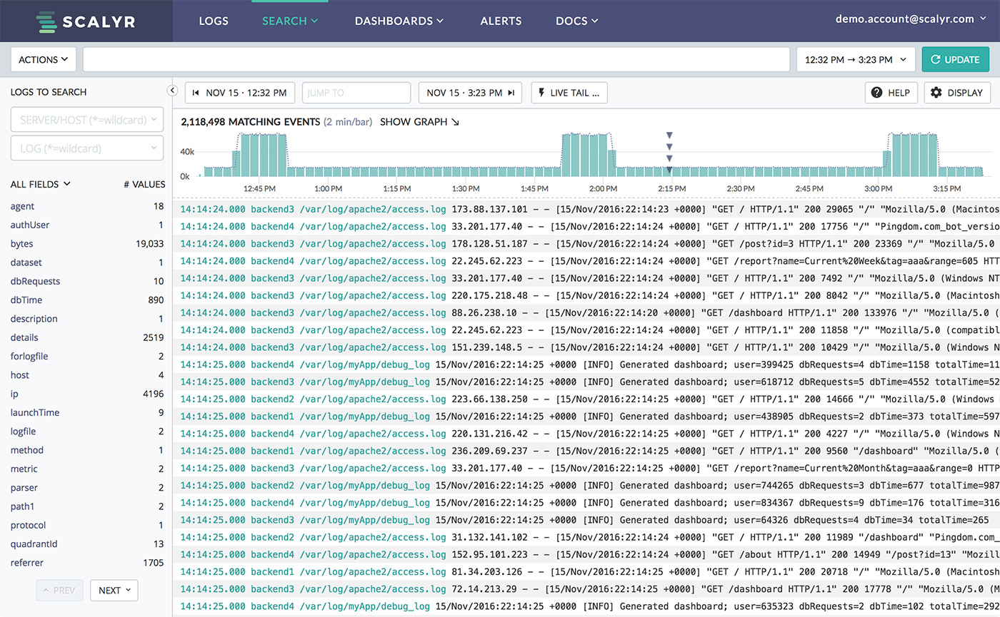 SCALYR LOGS SEARCH DASHBOARDS ALERTS DOCS demo.account@scalyr.com
ACTIONS 12:32 PM → 3:23 PM UPDATE
LOGS TO SEARCH
SERVER/HOST (*=wildcard)
LOG (*=wildcard)
ALL FIELDS # VALUES
agent 18
authUser 1
bytes 19,033
dataset 1
dbRequests 10
dbTime 890
description 1
details 2519
forlogfile 2
host 4
ip 4196
launchTime 9
logfile 2
method 1
metric 2
parser 2
path1 2
protocol 1
quadrantId 13
referrer 1705
PREV NEXT
NOV 15 · 12:32 PM JUMP TO NOV 15 · 3:23 PM LIVE TAIL ... HELP DISPLAY
2,118,498 MATCHING EVENTS (2 min/bar) SHOW GRAPH ↘
40k
0k
12:45 PM 1:00 PM 1:15 PM 1:30 PM 1:45 PM 2:00 PM 2:15 PM 2:30 PM 2:45 PM 3:00 PM 3:15 PM
14:14:24.000 backend3 /var/log/apache2/access.log 173.88.137.101 - - [15/Nov/2016:22:14:23 +0000] "GET / HTTP/1.1" 200 29065 "/" "Mozilla/5.0 (Macintos
14:14:24.000 backend4 /var/log/apache2/access.log 33.201.177.40 - - [15/Nov/2016:22:14:24 +0000] "GET / HTTP/1.1" 200 17756 "/" "Pingdom.com_bot_versio
14:14:24.000 backend3 /var/log/apache2/access.log 178.128.51.187 - - [15/Nov/2016:22:14:24 +0000] "GET /post?id=3 HTTP/1.1" 200 23369 "/" "Mozilla/5.0
14:14:24.000 backend4 /var/log/apache2/access.log 22.245.62.223 - - [15/Nov/2016:22:14:24 +0000] "GET /report?name=Current%20Week&tag=aaa&range=605 HTT
14:14:24.000 backend3 /var/log/apache2/access.log 33.201.177.40 - - [15/Nov/2016:22:14:24 +0000] "GET / HTTP/1.1" 200 7492 "/" "Mozilla/5.0 (Windows NT
14:14:24.000 backend3 /var/log/apache2/access.log 220.175.218.48 - - [15/Nov/2016:22:14:24 +0000] "GET / HTTP/1.1" 200 8042 "/" "Mozilla/5.0 (Macintosh
14:14:24.000 backend3 /var/log/apache2/access.log 88.26.238.10 - - [15/Nov/2016:22:14:20 +0000] "GET /dashboard HTTP/1.1" 200 133976 "/" "Mozilla/5.0 (
14:14:24.000 backend3 /var/log/apache2/access.log 22.245.62.223 - - [15/Nov/2016:22:14:24 +0000] "GET / HTTP/1.1" 200 11858 "/" "Mozilla/5.0 (compatibl
14:14:24.000 backend3 /var/log/apache2/access.log 151.239.148.5 - - [15/Nov/2016:22:14:24 +0000] "GET / HTTP/1.1" 200 10429 "/" "Mozilla/5.0 (Windows N
14:14:25.000 backend4 /var/log/myApp/debug_log 15/Nov/2016:22:14:25 +0000 [INFO] Generated dashboard; user=399425 dbRequests=4 dbTime=1158 totalTime=11
14:14:25.000 backend3 /var/log/myApp/debug_log 15/Nov/2016:22:14:25 +0000 [INFO] Generated dashboard; user=618712 dbRequests=5 dbTime=4552 totalTime=52
14:14:25.000 backend2 /var/log/apache2/access.log 223.66.138.250 - - [15/Nov/2016:22:14:25 +0000] "GET / HTTP/1.1" 200 14666 "/" "Mozilla/5.0 (Windows
14:14:25.000 backend1 /var/log/myApp/debug_log 15/Nov/2016:22:14:25 +0000 [INFO] Generated dashboard; user=438905 dbRequests=2 dbTime=373 totalTime=597
14:14:25.000 backend4 /var/log/apache2/access.log 220.131.216.42 - - [15/Nov/2016:22:14:25 +0000] "GET / HTTP/1.1" 200 4227 "/" "Mozilla/5.0 (Windows N
14:14:25.000 backend1 /var/log/apache2/access.log 236.209.69.237 - - [15/Nov/2016:22:14:25 +0000] "GET / HTTP/1.1" 200 9560 "/dashboard" "Mozilla/5.0 (
14:14:25.000 backend3 /var/log/apache2/access.log 33.201.177.40 - - [15/Nov/2016:22:14:25 +0000] "GET /report?name=Current%20Month&tag=aaa&range=0 HTTP
14:14:25.000 backend2 /var/log/myApp/debug_log 15/Nov/2016:22:14:25 +0000 [INFO] Generated dashboard; user=744265 dbRequests=3 dbTime=677 totalTime=987
14:14:25.000 backend4 /var/log/myApp/debug_log 15/Nov/2016:22:14:25 +0000 [INFO] Generated dashboard; user=834367 dbRequests=9 dbTime=176 totalTime=316
14:14:25.000 backend3 /var/log/myApp/debug_log 15/Nov/2016:22:14:25 +0000 [INFO] Generated dashboard; user=64326 dbRequests=4 dbTime=34 totalTime=265
14:14:25.000 backend2 /var/log/apache2/access.log 31.132.141.102 - - [15/Nov/2016:22:14:24 +0000] "GET / HTTP/1.1" 200 11989 "/dashboard" "Pingdom.com_
14:14:25.000 backend4 /var/log/apache2/access.log 152.95.101.223 - - [15/Nov/2016:22:14:24 +0000] "GET /about HTTP/1.1" 200 14949 "/post?id=13" "Mozill
14:14:25.000 backend1 /var/log/apache2/access.log 81.34.203.126 - - [15/Nov/2016:22:14:25 +0000] "GET / HTTP/1.1" 200 20718 "/" "Mozilla/5.0 (Macintosh
14:14:25.000 backend3 /var/log/apache2/access.log 72.14.213.29 - - [15/Nov/2016:22:14:25 +0000] "GET /dashboard HTTP/1.1" 200 17778 "/" "Mozilla/5.0 (M
14:14:25.000 backend4 /var/log/myApp/debug_log 15/Nov/2016:22:14:25 +0000 [INFO] Generated dashboard; user=635323 dbRequests=2 dbTime=102 totalTime=292